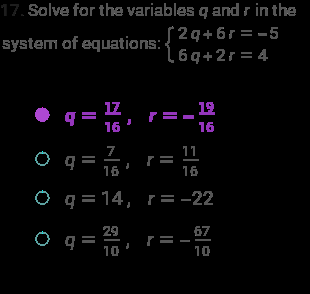 17. Solve for the variables q and r in the
system of equations: { 2q + 6r = −5
6q + 2r = 4
q = 17/16, r = − 19/16
q = 7/16, r = 11/16
q = 14, r = −22
q = 29/10, r = − 67/10